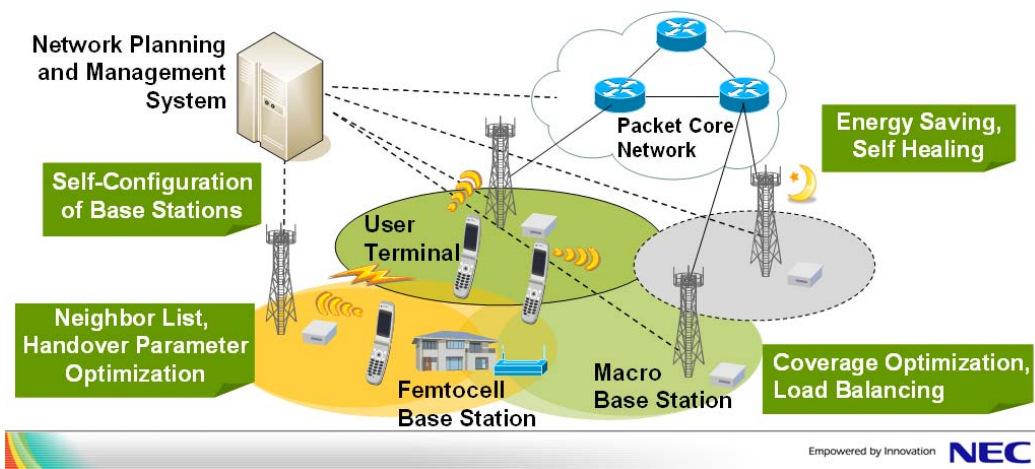 Network Planning
and Management
System
Packet Core
Network
Energy Saving,
Self Healing
Self-Configuration
of Base Stations
User
Terminal
Neighbor List,
Handover Parameter
Optimization
Femtocell
Base Station
Macro
Base Station
Coverage Optimization,
Load Balancing
Empowered by Innovation
NEC